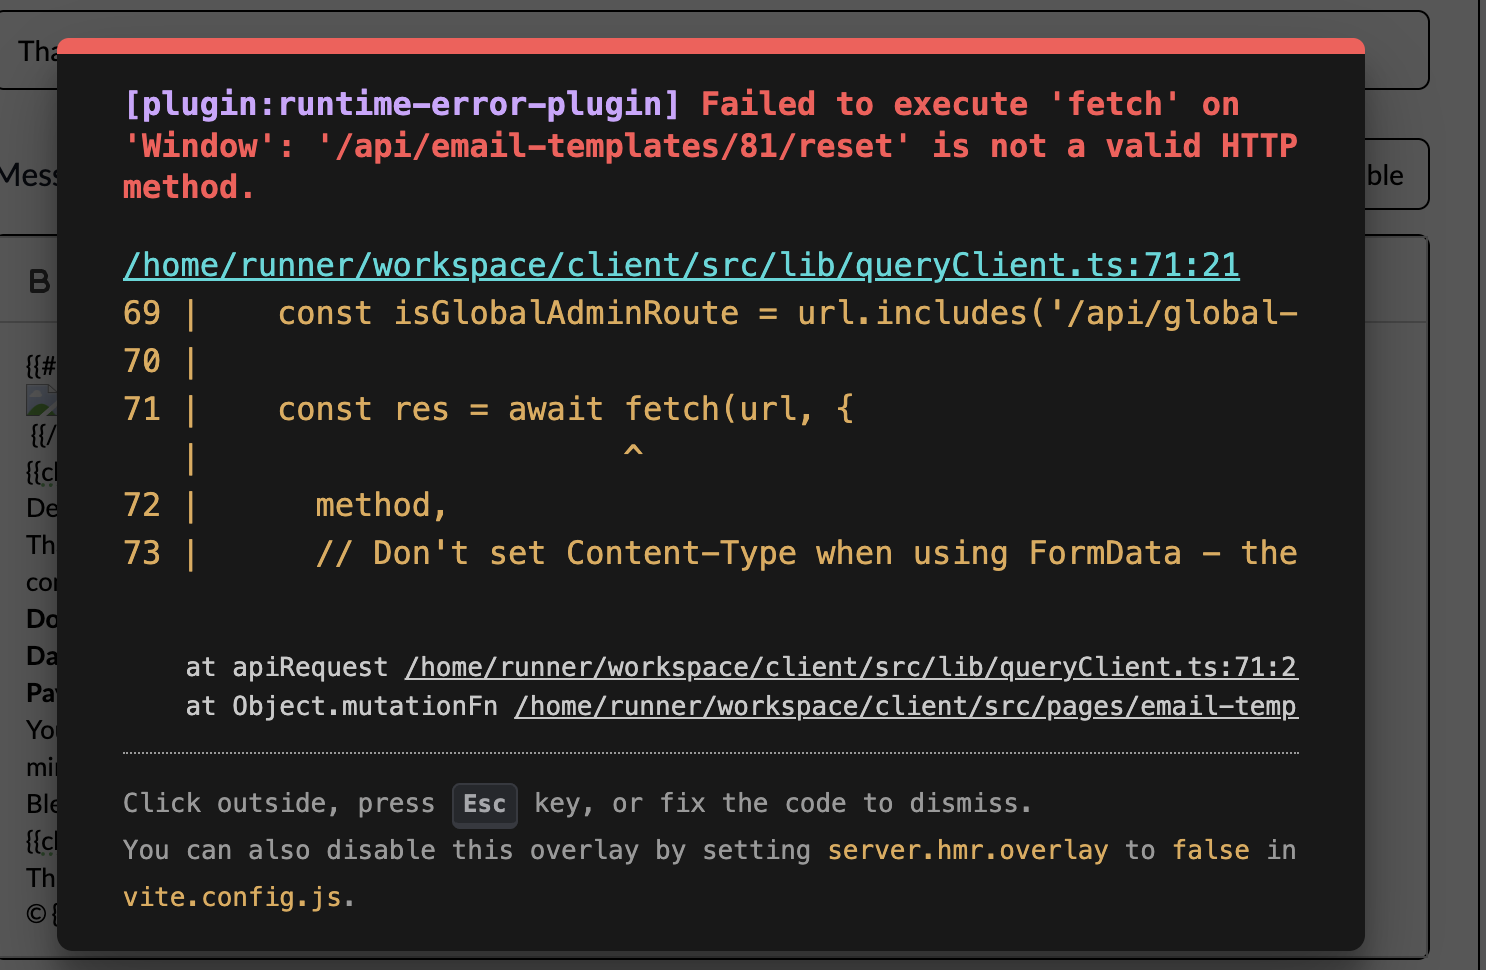 [plugin:runtime-error-plugin] Failed to execute 'fetch' on
'Window': '/api/email-templates/81/reset' is not a valid HTTP
method.
Mess
ble
/home/runner/workspace/client/src/lib/queryClient.ts:71:21
B
69 |    const isGlobalAdminRoute = url.includes('/api/global-
70 |
{{#
71 |    const res = await fetch(url, {
{{/
| ^
{{cl
72 |      method,
De
Th
73 |      // Don't set Content-Type when using FormData - the
con
Do
Da
at apiRequest /home/runner/workspace/client/src/lib/queryClient.ts:71:2
Pay
at Object.mutationFn /home/runner/workspace/client/src/pages/email-temp
You
min
Click outside, press Esc key, or fix the code to dismiss.
Ble
{{cl
You can also disable this overlay by setting server.hmr.overlay to false in
Th
vite.config.js.
© {